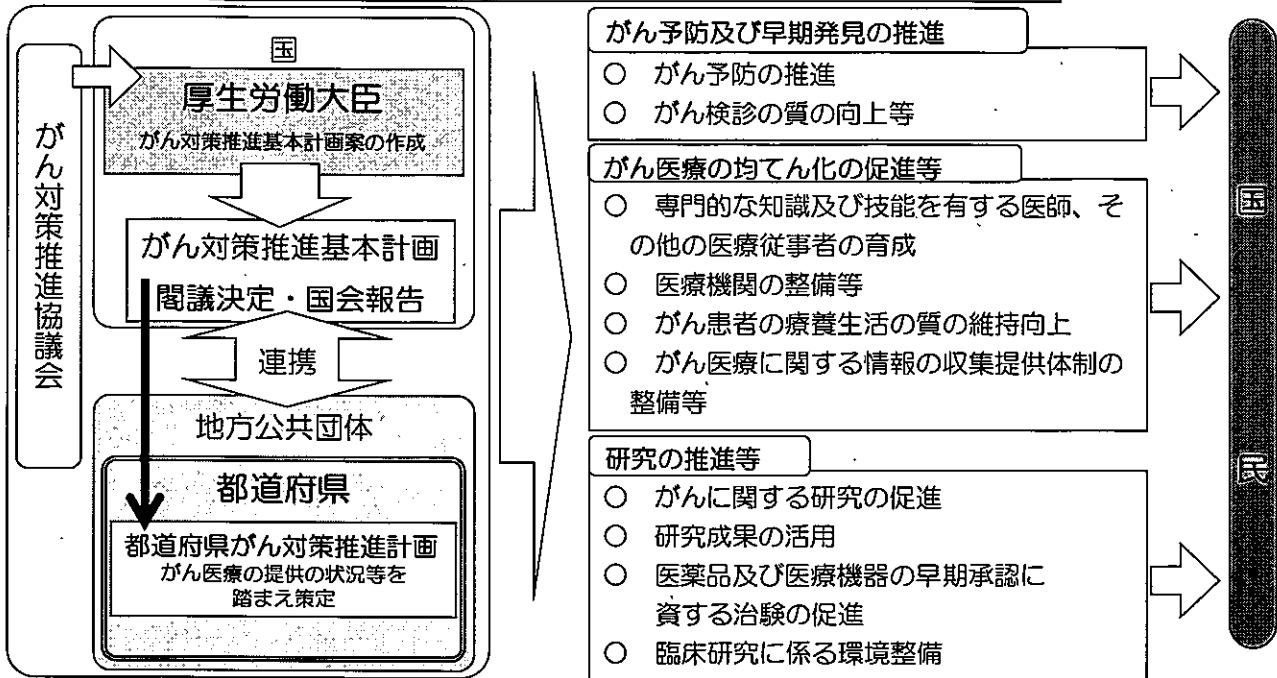 がん対策推進協議会
国
厚生労働大臣
がん対策推進基本計画案の作成
がん対策推進基本計画
閣議決定・国会報告
連携
地方公共団体
都道府県
都道府県がん対策推進計画
がん医療の提供の状況等を
踏まえ策定
がん予防及び早期発見の推進
○ がん予防の推進
○ がん検診の質の向上等
がん医療の均てん化の促進等
○ 専門的な知識及び技能を有する医師、そ
の他の医療従事者の育成
○ 医療機関の整備等
○ がん患者の療養生活の質の維持向上
○ がん医療に関する情報の収集提供体制の
整備等
研究の推進等
○ がんに関する研究の促進
○ 研究成果の活用
○ 医薬品及び医療機器の早期承認に
資する治験の促進
○ 臨床研究に係る環境整備
国民